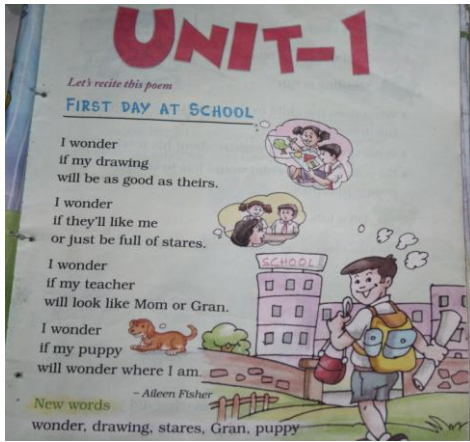 UNIT-1
Let's recite this poem
FIRST DAY AT SCHOOL
I wonder
if my drawing
will be as good as theirs.
I wonder
if they'll like me
or just be full of stares.
I wonder
if my teacher
will look like Mom or Gran.
I wonder
if my puppy
will wonder where I am.
– Aileen Fisher
SCHOOL
New words
wonder, drawing, stares, Gran, puppy